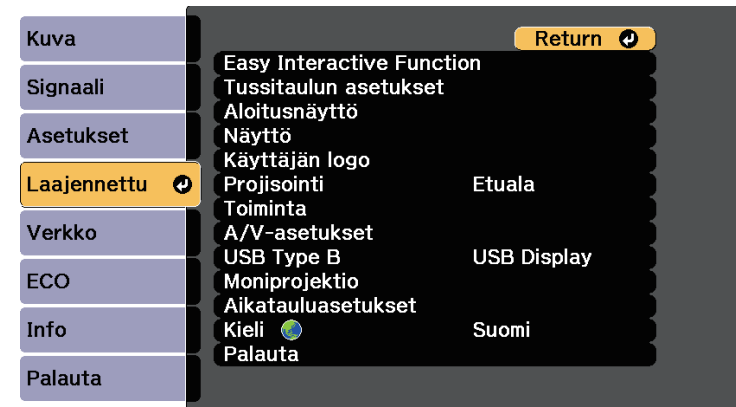 Kuva
Signaali
Asetukset
Laajennettu
Verkko
ECO
Info
Palauta
Return
Easy Interactive Function
Tussitaulun asetukset
Aloitusnäyttö
Näyttö
Käyttäjän logo
Projisointi Etuala
Toiminta
A/V-asetukset
USB Type B USB Display
Moniprojektio
Aikatauluasetukset
Kieli Suomi
Palauta